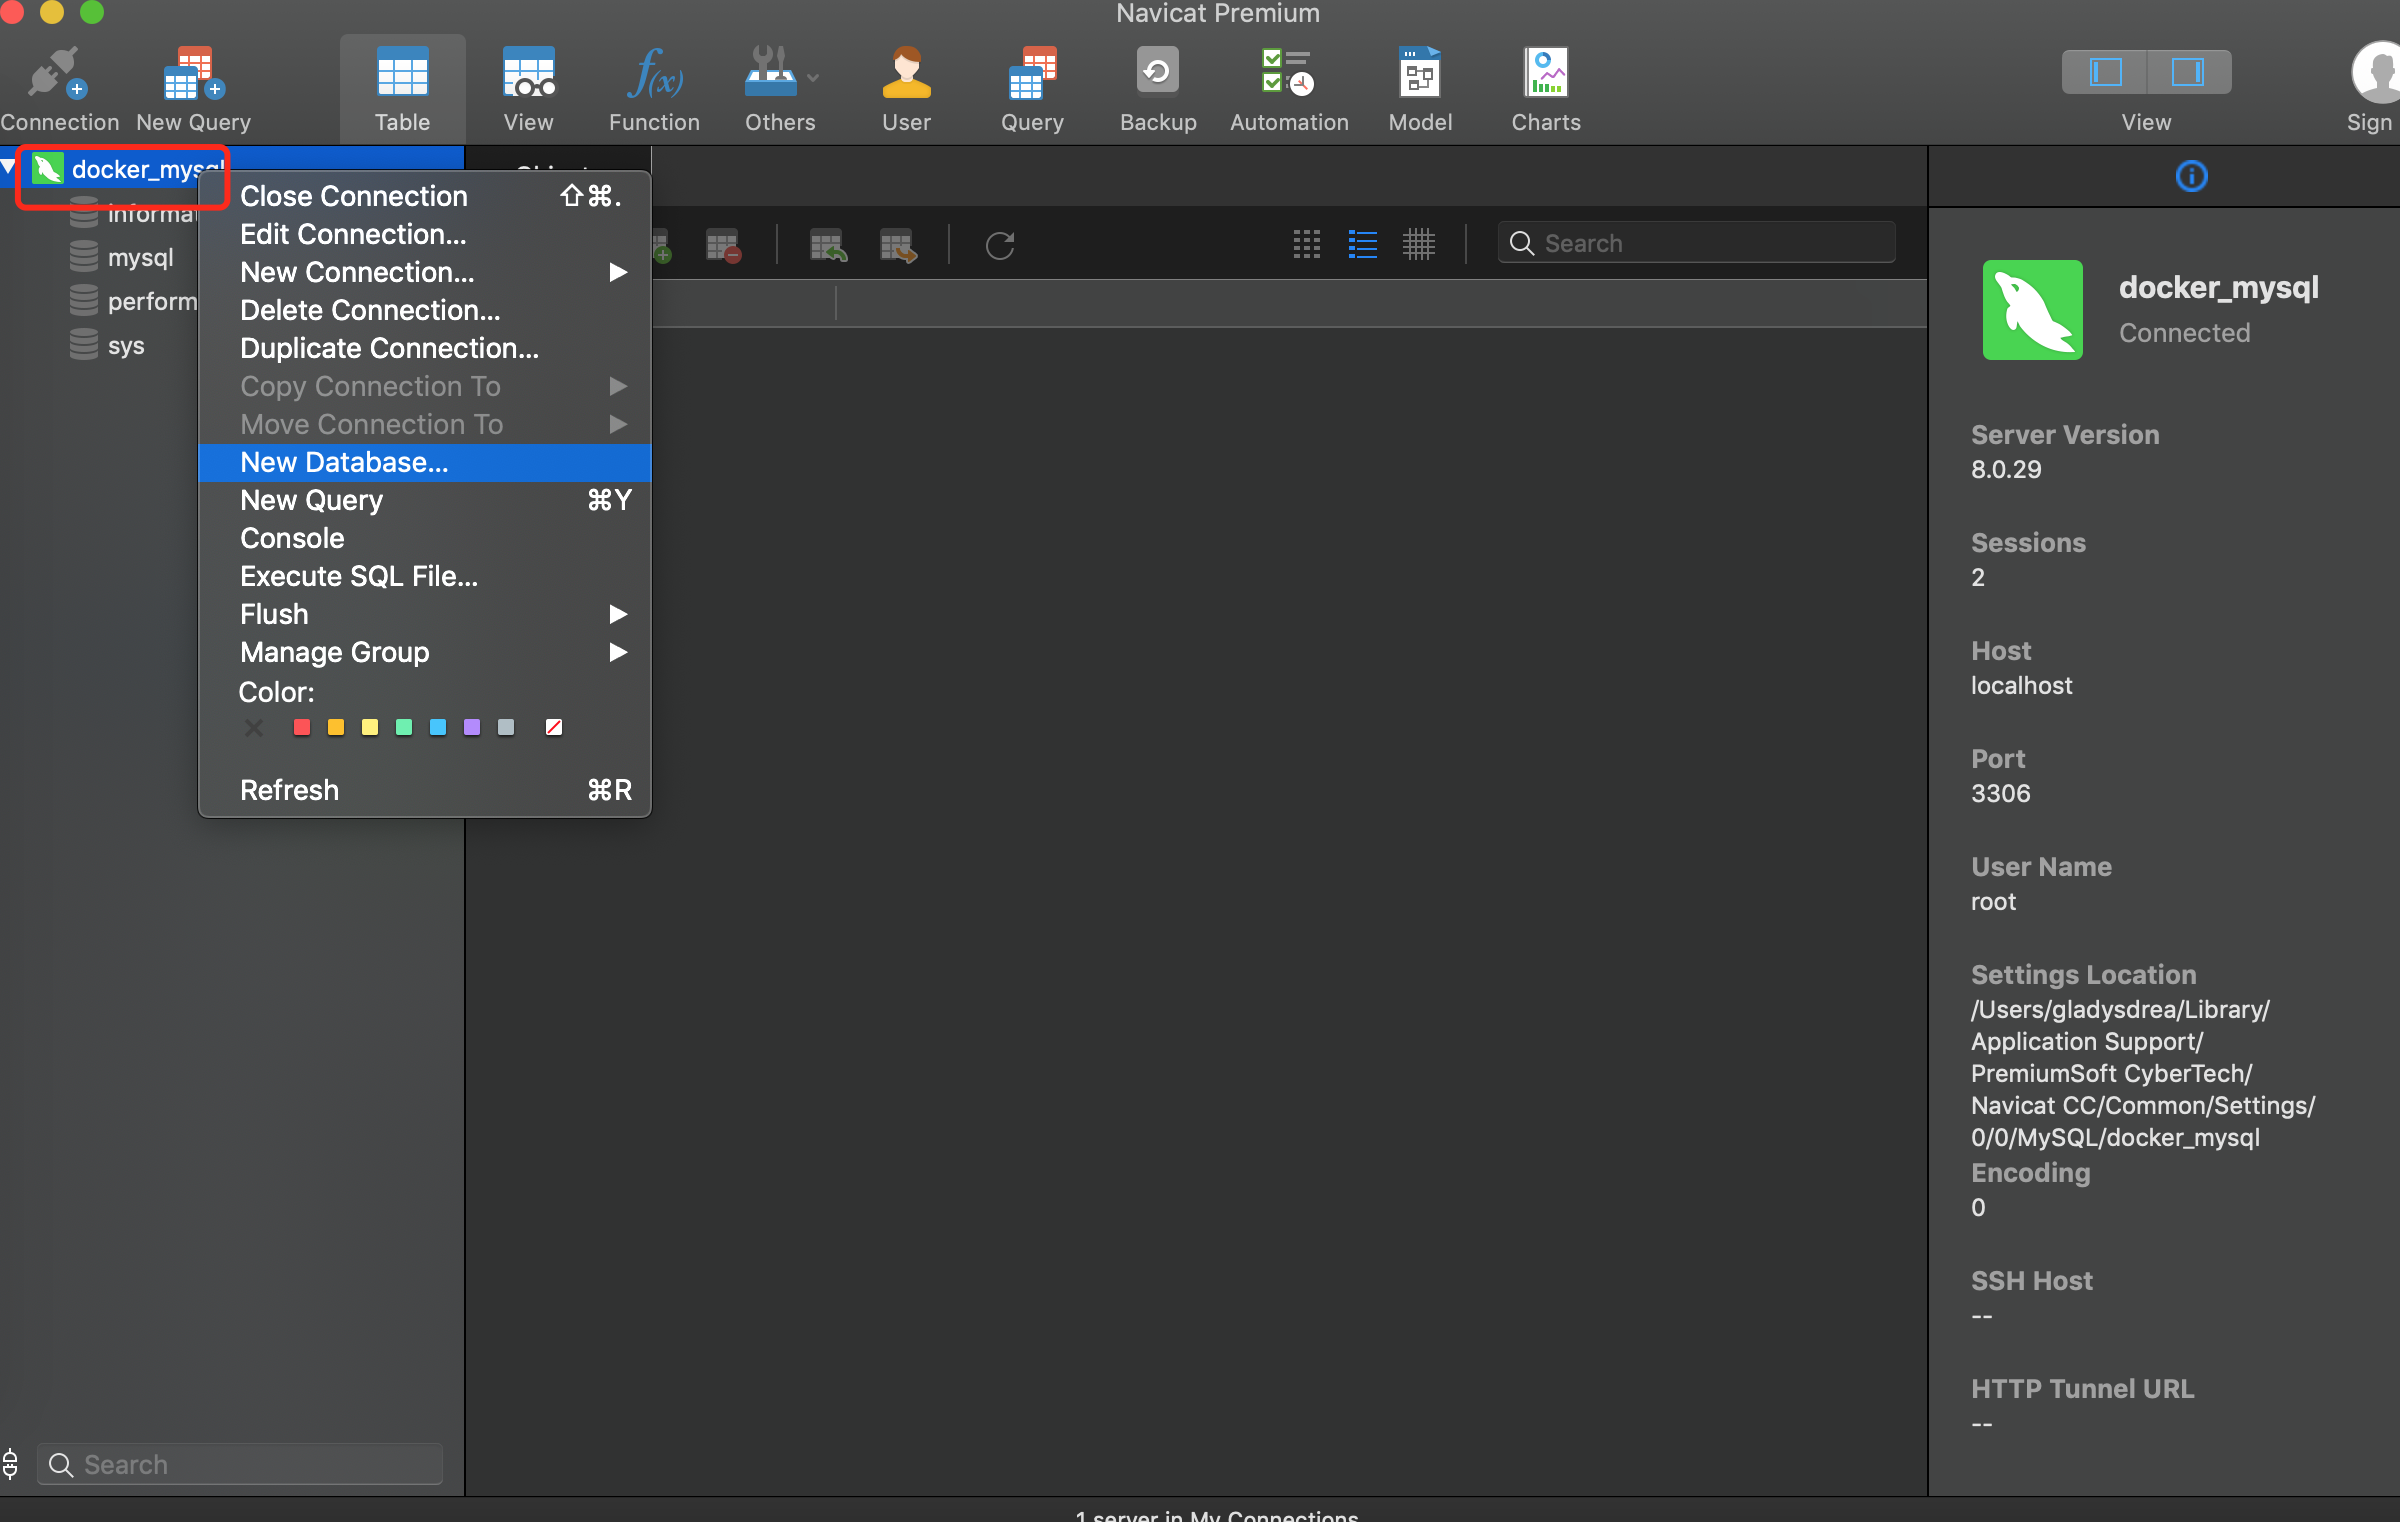 Navicat Premium
Connection New Query Table View Function Others User Query Backup Automation Model Charts View Sign
docker_mysql
mysql
sys
Close Connection ⇧⌘.
Edit Connection...
New Connection...
Delete Connection...
Duplicate Connection...
Copy Connection To
Move Connection To
New Database...
New Query ⌘Y
Console
Execute SQL File...
Flush
Manage Group
Color:
Refresh ⌘R
Search
docker_mysql
Connected
Server Version
8.0.29
Sessions
2
Host
localhost
Port
3306
User Name
root
Settings Location
/Users/gladysdrea/Library/
Application Support/
PremiumSoft CyberTech/
Navicat CC/Common/Settings/
0/0/MySQL/docker_mysql
Encoding
0
SSH Host
--
HTTP Tunnel URL
--
Search
1 server in My Connections